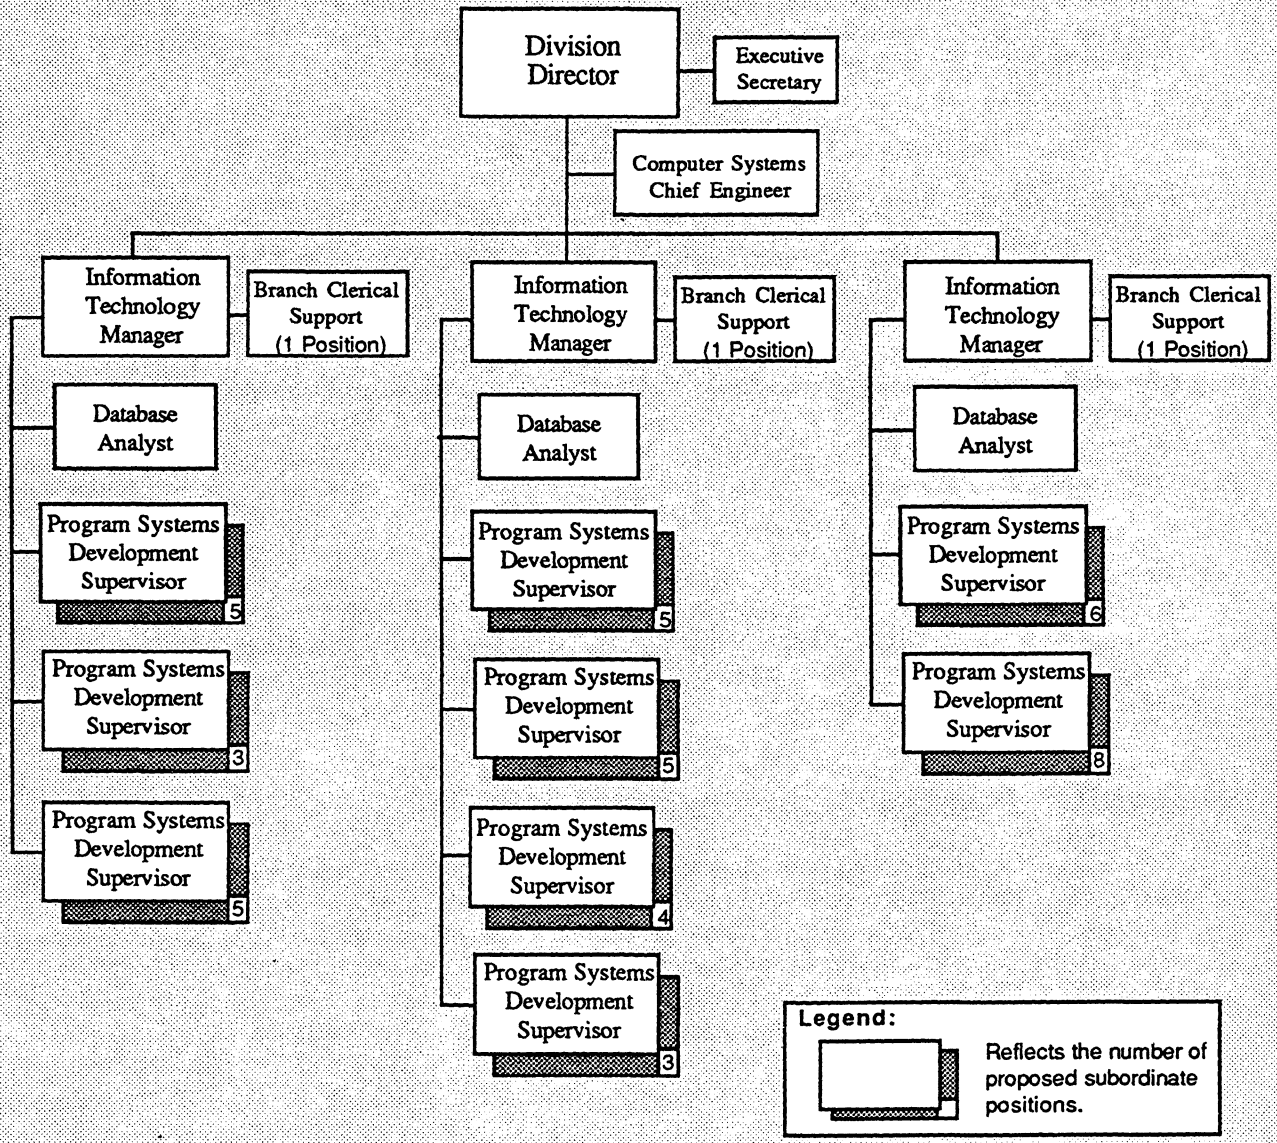 Division
Director
Executive
Secretary
Computer Systems
Chief Engineer
Information
Technology
Manager
Branch Clerical
Support
(1 Position)
Database
Analyst
Program Systems
Development
Supervisor
5
Program Systems
Development
Supervisor
3
Program Systems
Development
Supervisor
5
Information
Technology
Manager
Branch Clerical
Support
(1 Position)
Database
Analyst
Program Systems
Development
Supervisor
5
Program Systems
Development
Supervisor
5
Program Systems
Development
Supervisor
4
Program Systems
Development
Supervisor
3
Information
Technology
Manager
Branch Clerical
Support
(1 Position)
Database
Analyst
Program Systems
Development
Supervisor
6
Program Systems
Development
Supervisor
8
Legend:
Reflects the number of
proposed subordinate
positions.